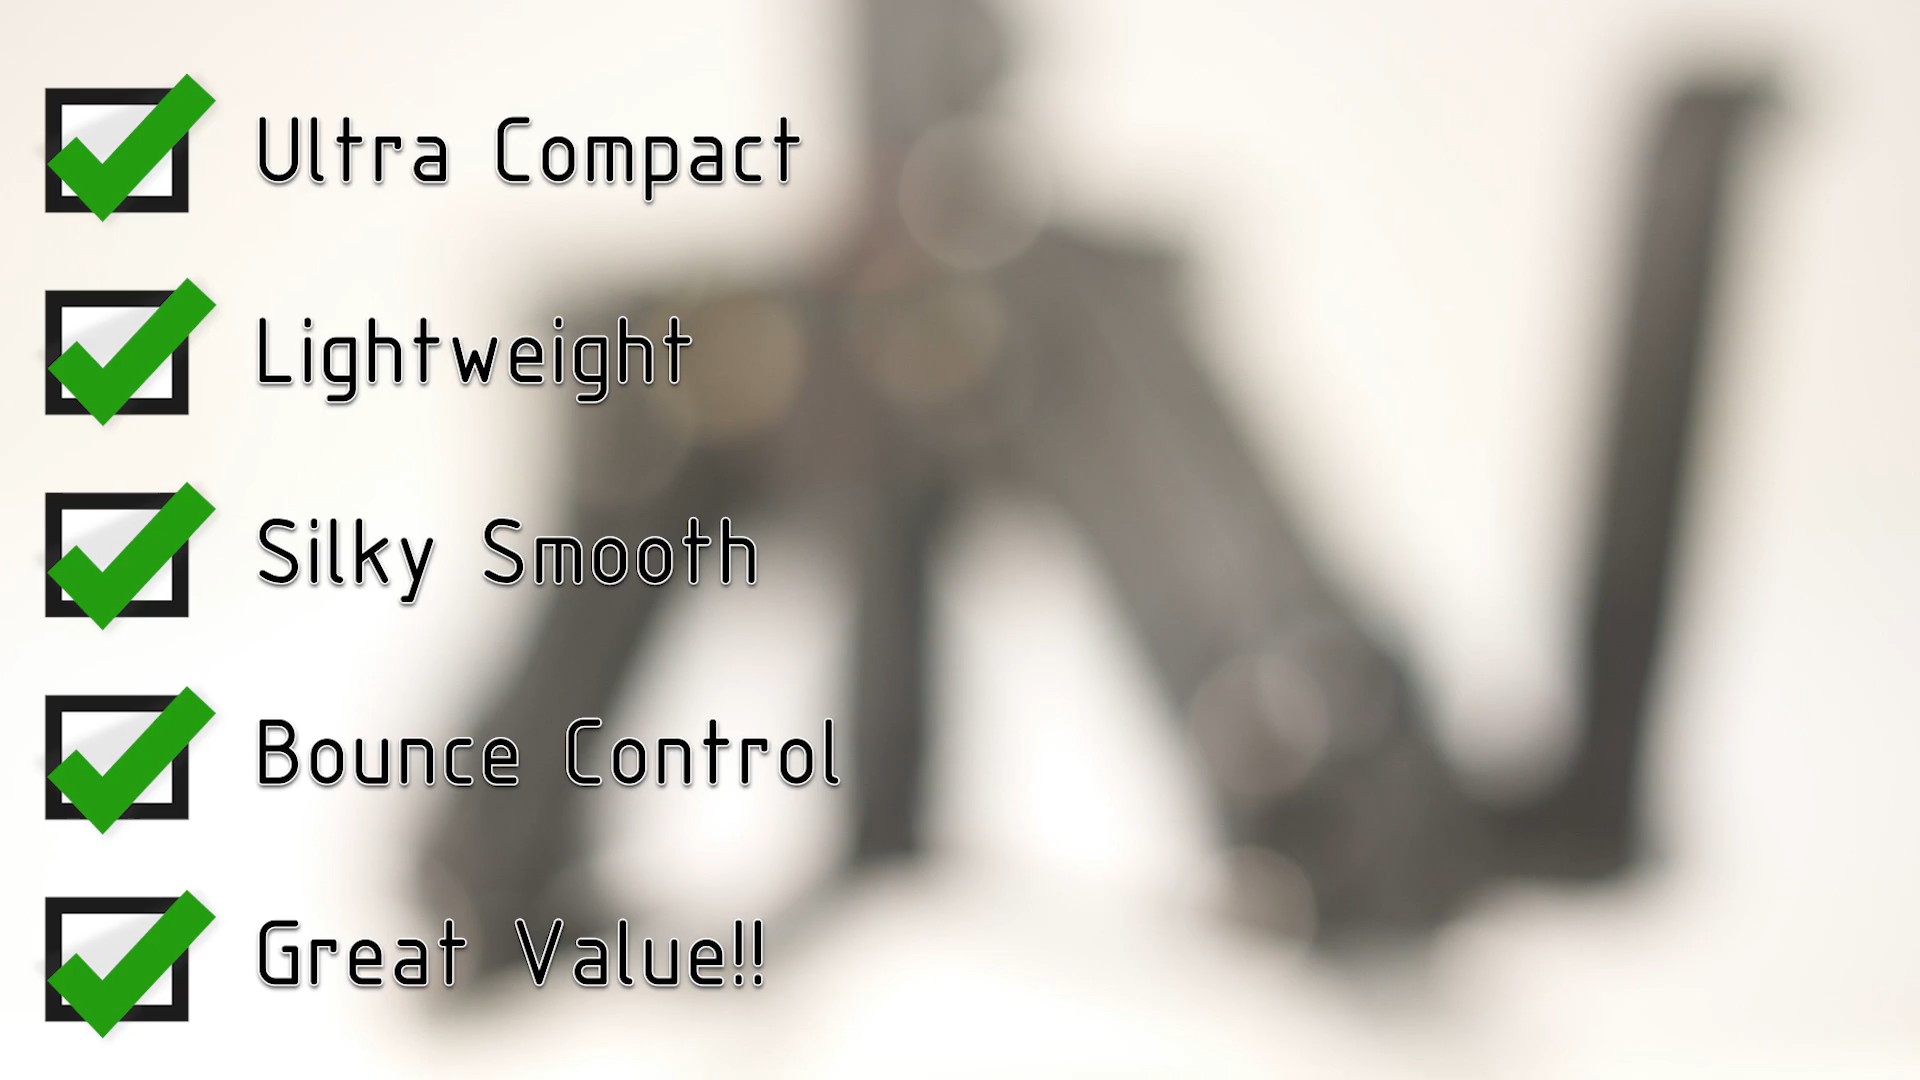 Ultra Compact
Lightweight
Silky Smooth
Bounce Control
Great Value!!